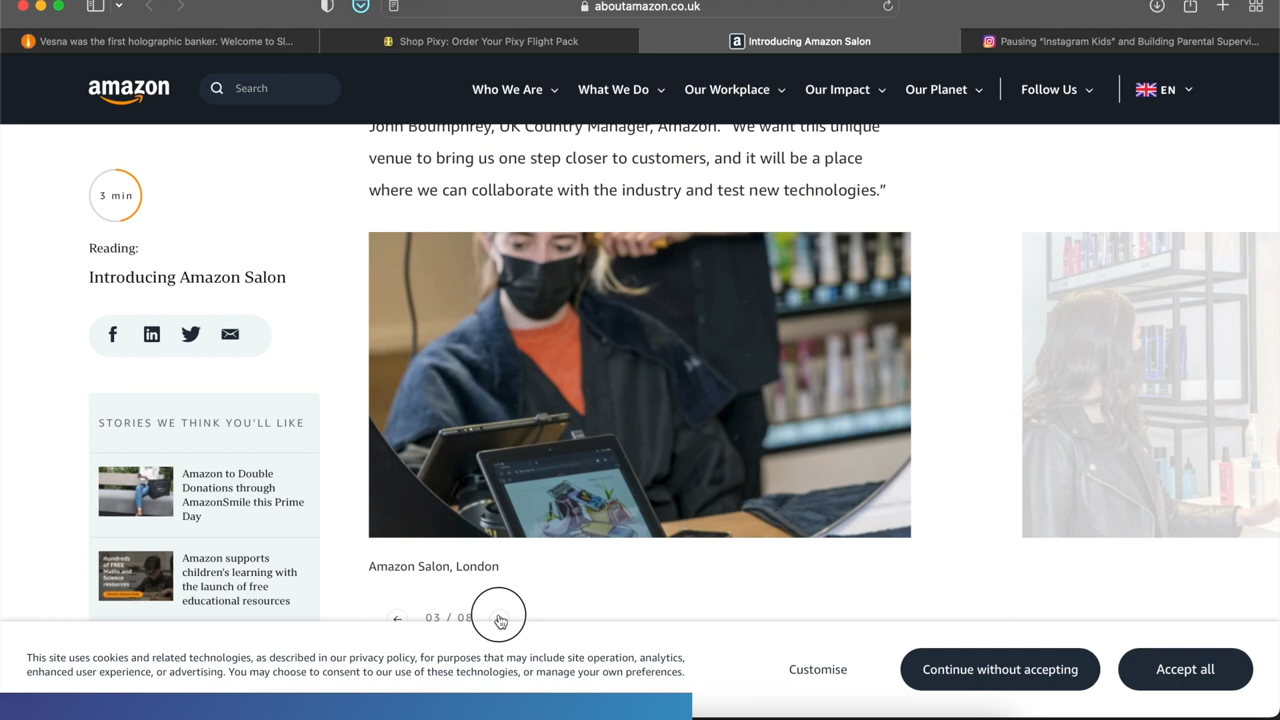 aboutamazon.co.uk
Vesna was the first holographic banker. Welcome to Sl...
Shop Pixy: Order Your Pixy Flight Pack
a Introducing Amazon Salon
Pausing “Instagram Kids” and Building Parental Supervi...
amazon
Search
Who We Are
What We Do
Our Workplace
Our Impact
Our Planet
Follow Us
EN
John Boumphrey, UK Country Manager, Amazon. “We want this unique
venue to bring us one step closer to customers, and it will be a place
where we can collaborate with the industry and test new technologies.”
3 min
Reading:
Introducing Amazon Salon
STORIES WE THINK YOU'LL LIKE
Amazon to Double
Donations through
AmazonSmile this Prime
Day
Hundreds
of FREE
Maths and
Science
resources
Amazon supports
children's learning with
the launch of free
educational resources
Amazon Salon, London
03 / 08
This site uses cookies and related technologies, as described in our privacy policy, for purposes that may include site operation, analytics,
enhanced user experience, or advertising. You may choose to consent to our use of these technologies, or manage your own preferences.
Customise
Continue without accepting
Accept all